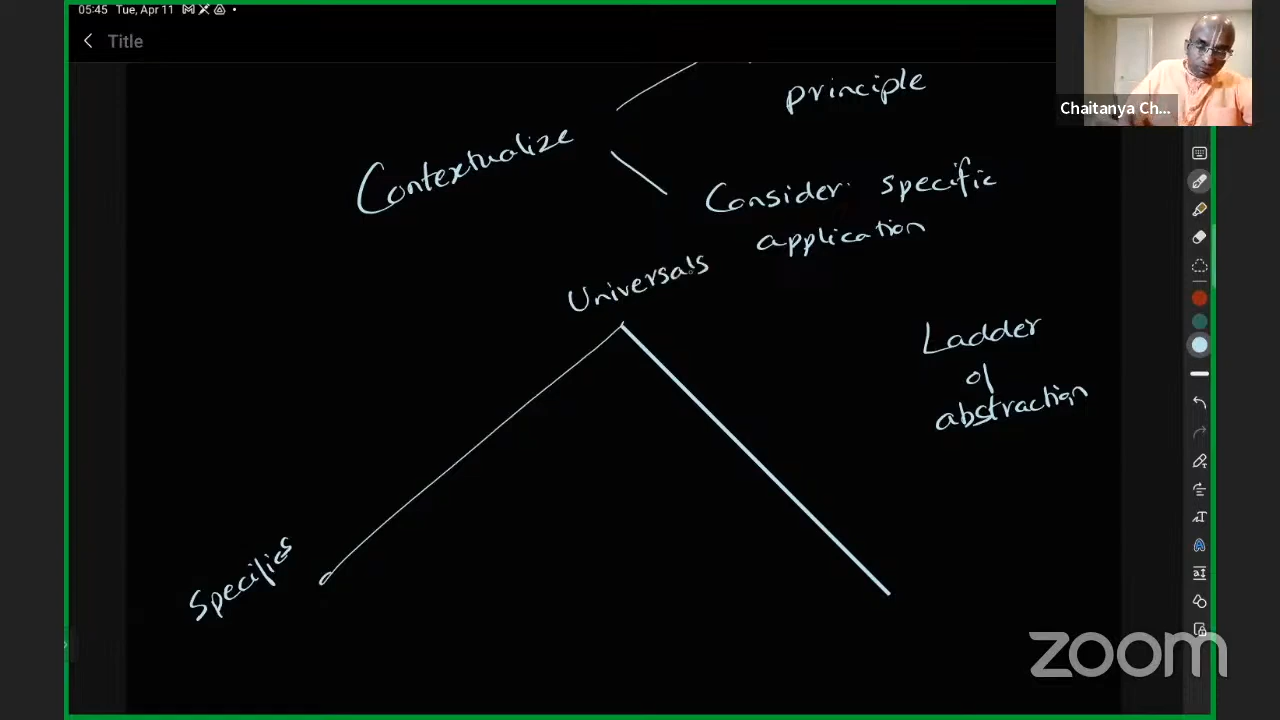 05:45 Tue, Apr 11
Title
principle
Chaitanya Ch...
Contextualize
Consider specific
application
Universals
Ladder
of
abstraction
Specifics
zoom